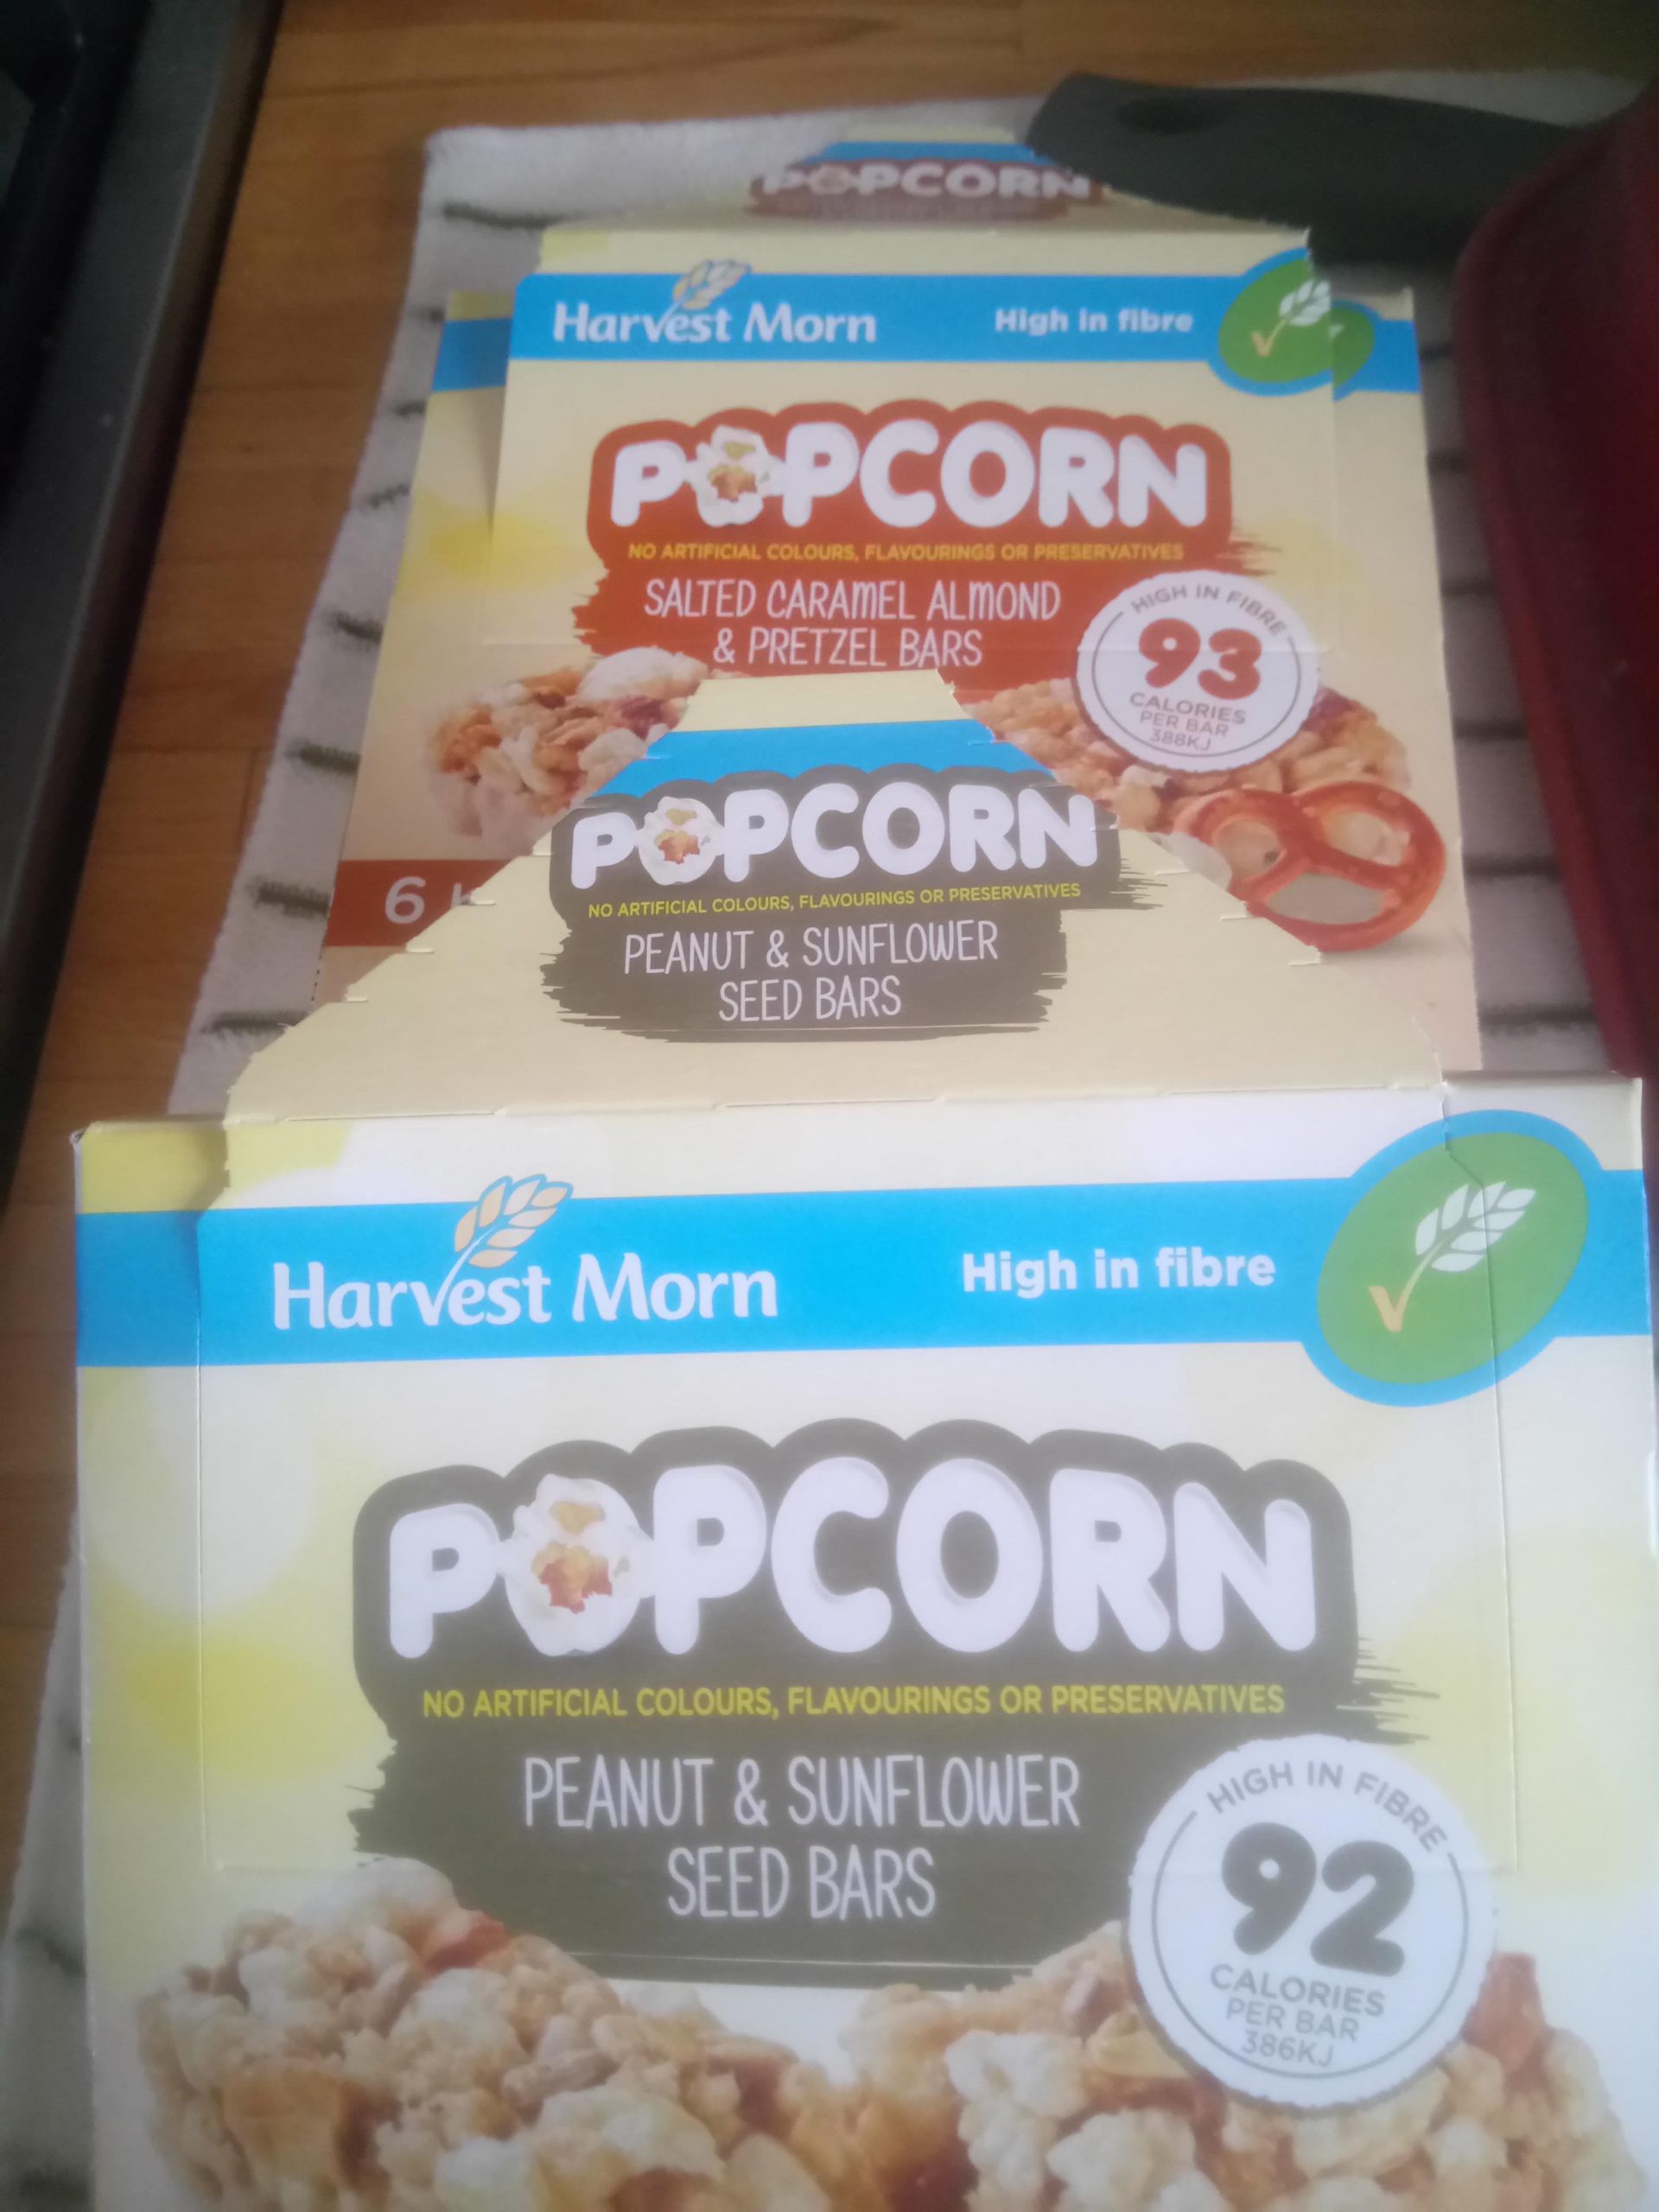 POPCORN
Harvest Morn
High in fibre
POPCORN
NO ARTIFICIAL COLOURS, FLAVOURINGS OR PRESERVATIVES
SALTED CARAMEL ALMOND
& PRETZEL BARS
HIGH IN FIBRE
93
CALORIES
PER BAR
388KJ
6
POPCORN
NO ARTIFICIAL COLOURS, FLAVOURINGS OR PRESERVATIVES
PEANUT & SUNFLOWER
SEED BARS
Harvest Morn
High in fibre
POPCORN
NO ARTIFICIAL COLOURS, FLAVOURINGS OR PRESERVATIVES
PEANUT & SUNFLOWER
SEED BARS
HIGH IN FIBRE
92
CALORIES
PER BAR
386KJ